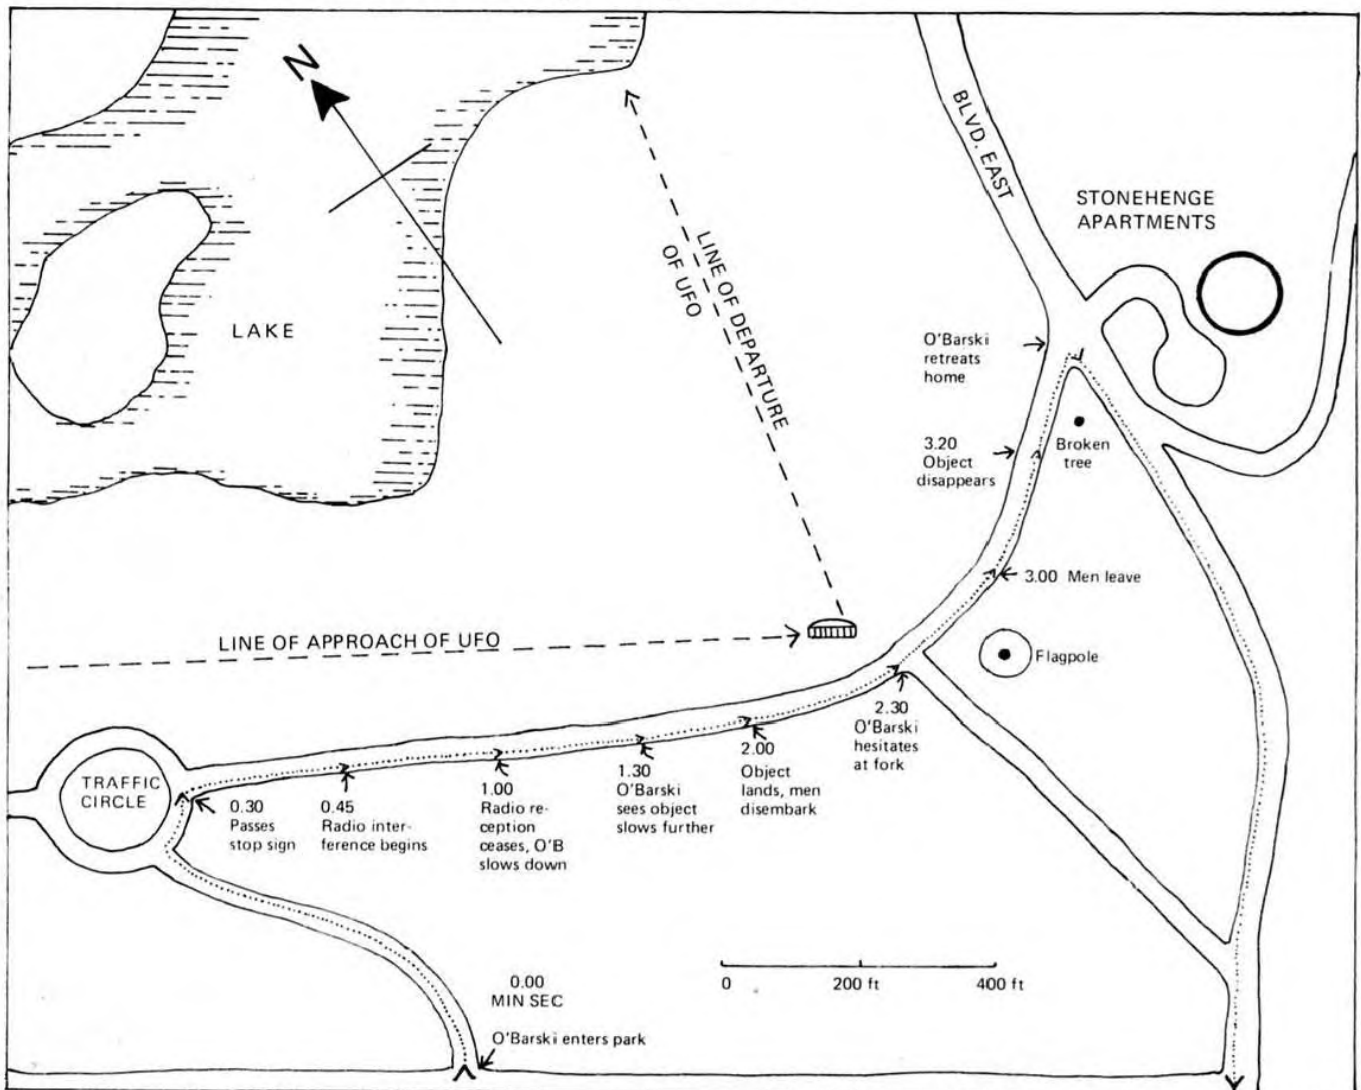 N
BLVD. EAST
STONEHENGE
APARTMENTS
LAKE
LINE OF DEPARTURE
OF UFO
O'Barski
retreats
home
3.20
Object
disappears
Broken
tree
3.00 Men leave
LINE OF APPROACH OF UFO
Flagpole
2.30
O'Barski
hesitates
at fork
2.00
Object
lands, men
disembark
1.30
O'Barski
sees object
slows further
1.00
Radio re-
ception
ceases, O'B
slows down
0.45
Radio inter-
ference begins
0.30
Passes
stop sign
TRAFFIC
CIRCLE
0.00
MIN SEC
O'Barski enters park
0 200 ft 400 ft